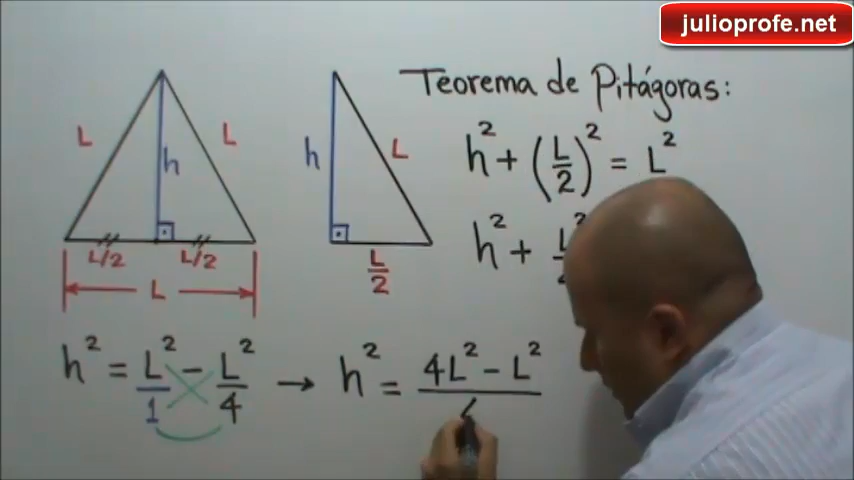 julioprofe.net
Teorema de Pitágoras:
L L h
L/2 L/2
L
h L
L/2
h² + (L/2)² = L²
h² +
h² = L²/1 - L²/4 → h² = 4L² - L²